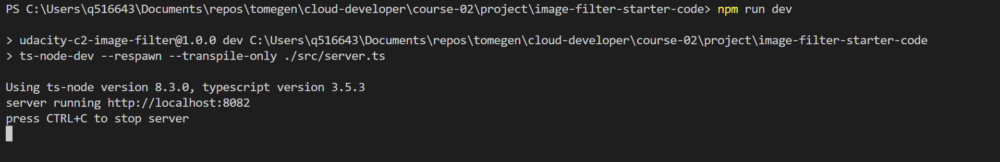 PS C:\Users\q516643\Documents\repos\tomegen\cloud-developer\course-02\project\image-filter-starter-code> npm run dev
> udacity-c2-image-filter@1.0.0 dev C:\Users\q516643\Documents\repos\tomegen\cloud-developer\course-02\project\image-filter-starter-code
> ts-node-dev --respawn --transpile-only ./src/server.ts
Using ts-node version 8.3.0, typescript version 3.5.3
server running http://localhost:8082
press CTRL+C to stop server